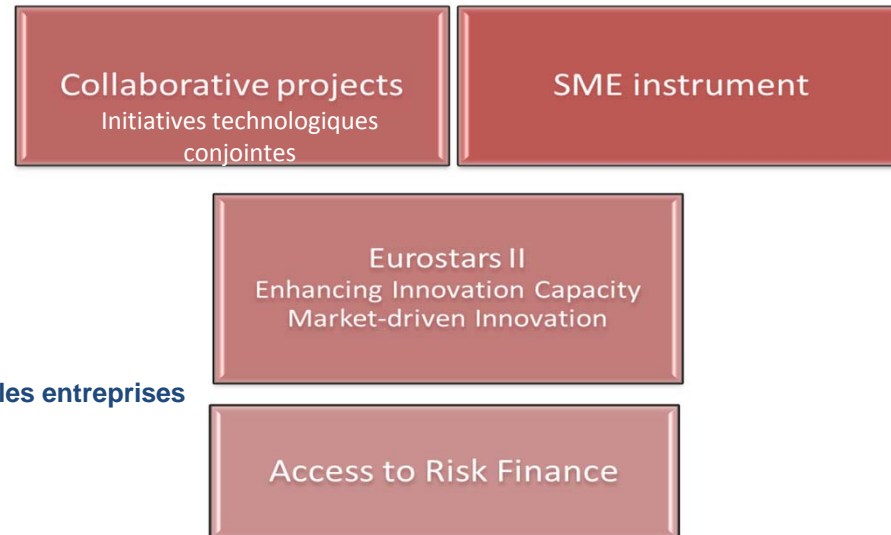 Collaborative projects
Initiatives technologiques
conjointes
SME instrument
Eurostars II
Enhancing Innovation Capacity
Market-driven Innovation
les entreprises
Access to Risk Finance